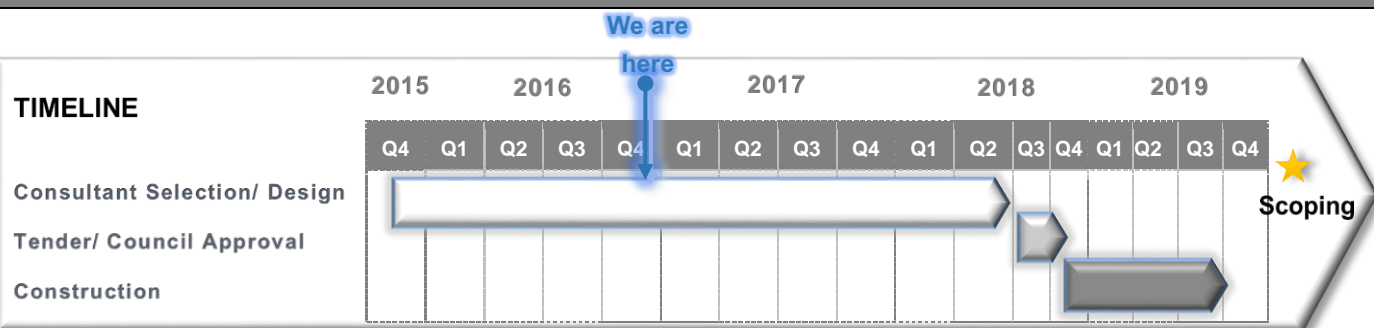 We are
here
2015 2016 2017 2018 2019
TIMELINE
Q4 Q1 Q2 Q3 Q4 Q1 Q2 Q3 Q4 Q1 Q2 Q3 Q4 Q1 Q2 Q3 Q4
Consultant Selection/ Design
Scoping
Tender/ Council Approval
Construction